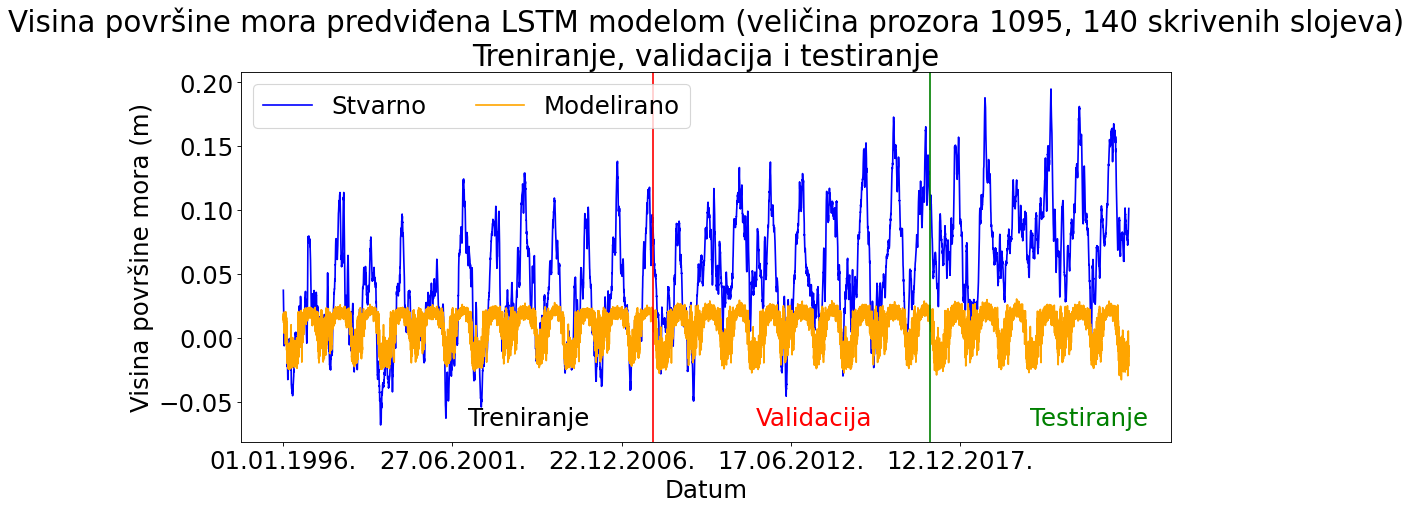 Visina površine mora predviđena LSTM modelom (veličina prozora 1095, 140 skrivenih slojeva)
Treniranje, validacija i testiranje
Stvarno
Modelirano
Visina površine mora (m)
0.20
0.15
0.10
0.05
0.00
−0.05
Treniranje
Validacija
Testiranje
01.01.1996.
27.06.2001.
22.12.2006.
17.06.2012.
12.12.2017.
Datum